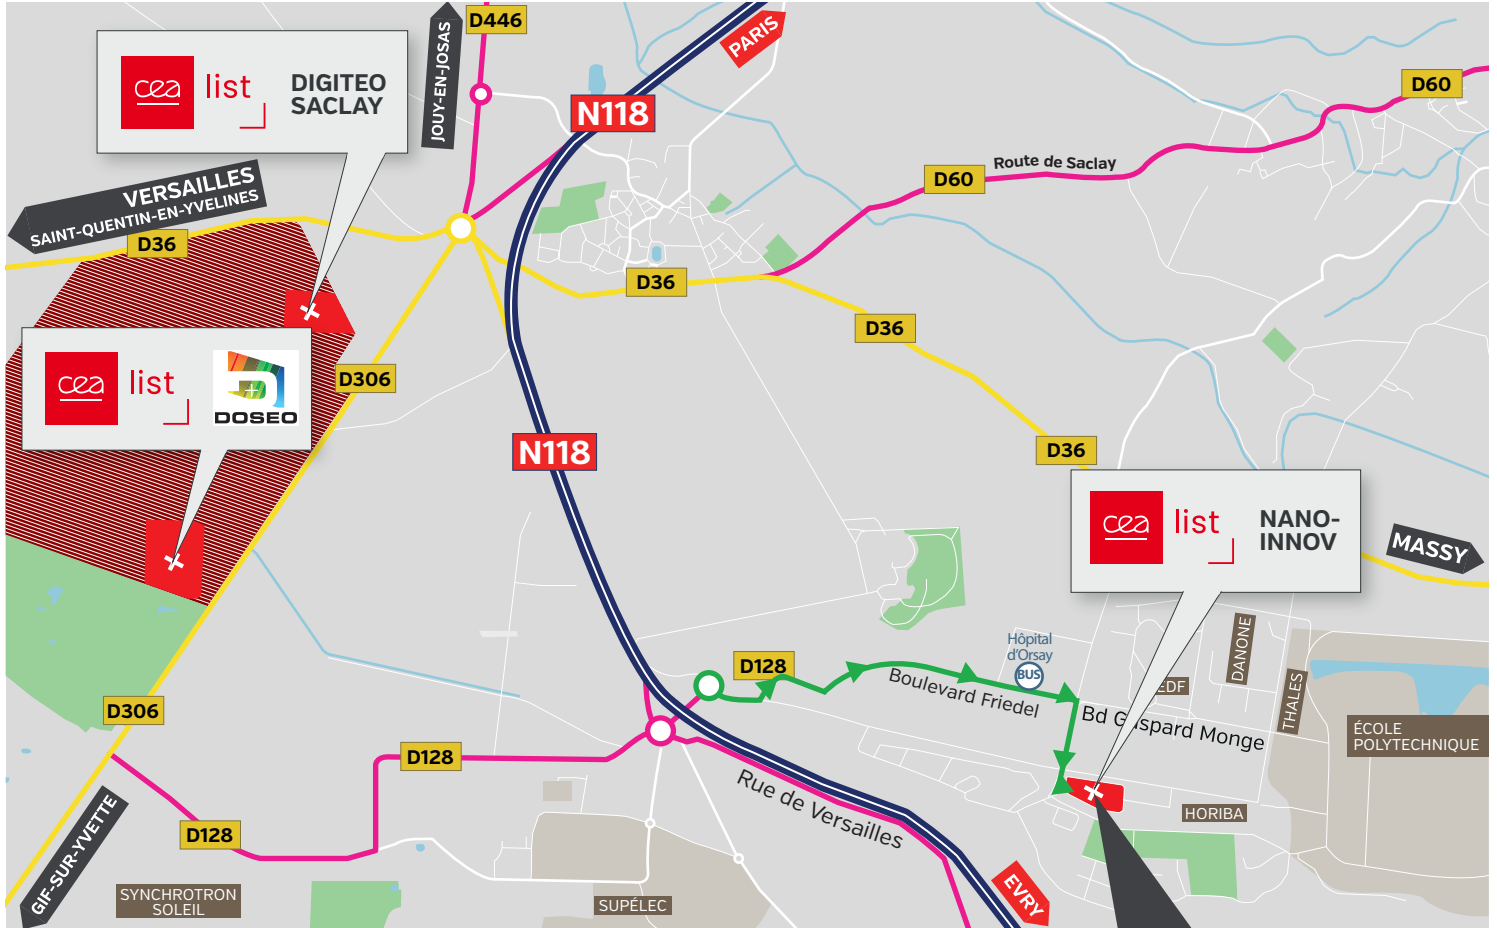 D446
JOUY-EN-JOSAS
PARIS
cea
list
DIGITEO
SACLAY
N118
D60
D60
Route de Saclay
VERSAILLES
SAINT-QUENTIN-EN-YVELINES
D36
D36
D36
cea
list
DOSEO
D306
N118
D36
cea
list
NANO-
INNOV
MASSY
Hôpital
d'Orsay
BUS
D128
Boulevard Friedel
EDF
DANONE
THALES
Bd Gaspard Monge
ÉCOLE
POLYTECHNIQUE
D306
D128
Rue de Versailles
HORIBA
D128
GIF-SUR-YVETTE
SYNCHROTRON
SOLEIL
SUPÉLEC
EVRY